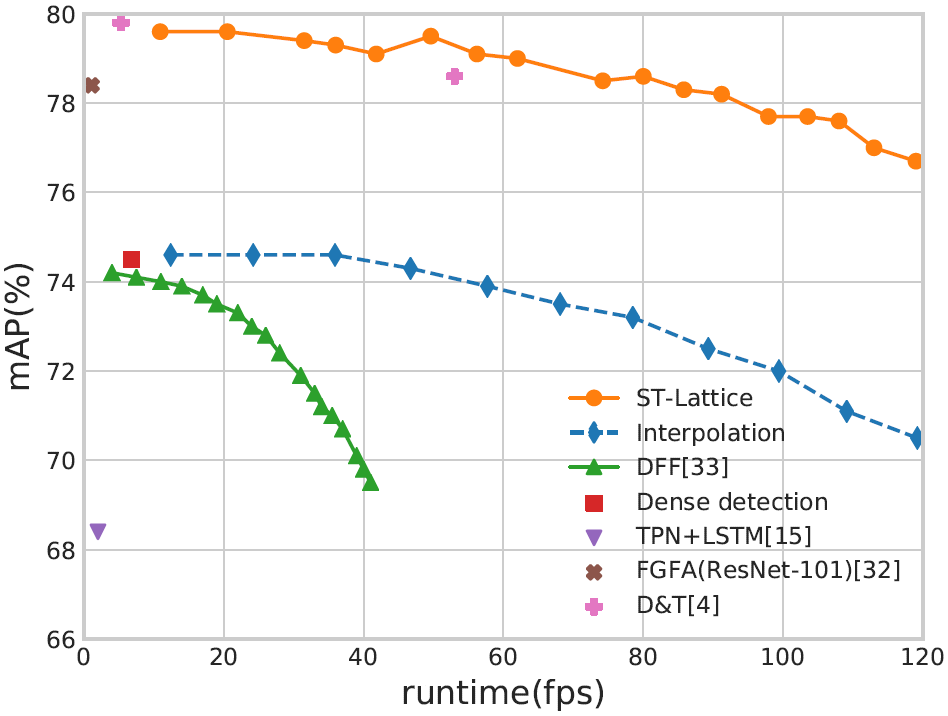 80
78
76
74
72
70
68
66
mAP(%)
ST-Lattice
Interpolation
DFF[33]
Dense detection
TPN+LSTM[15]
FGFA(ResNet-101)[32]
D&T[4]
0 20 40 60 80 100 120
runtime(fps)